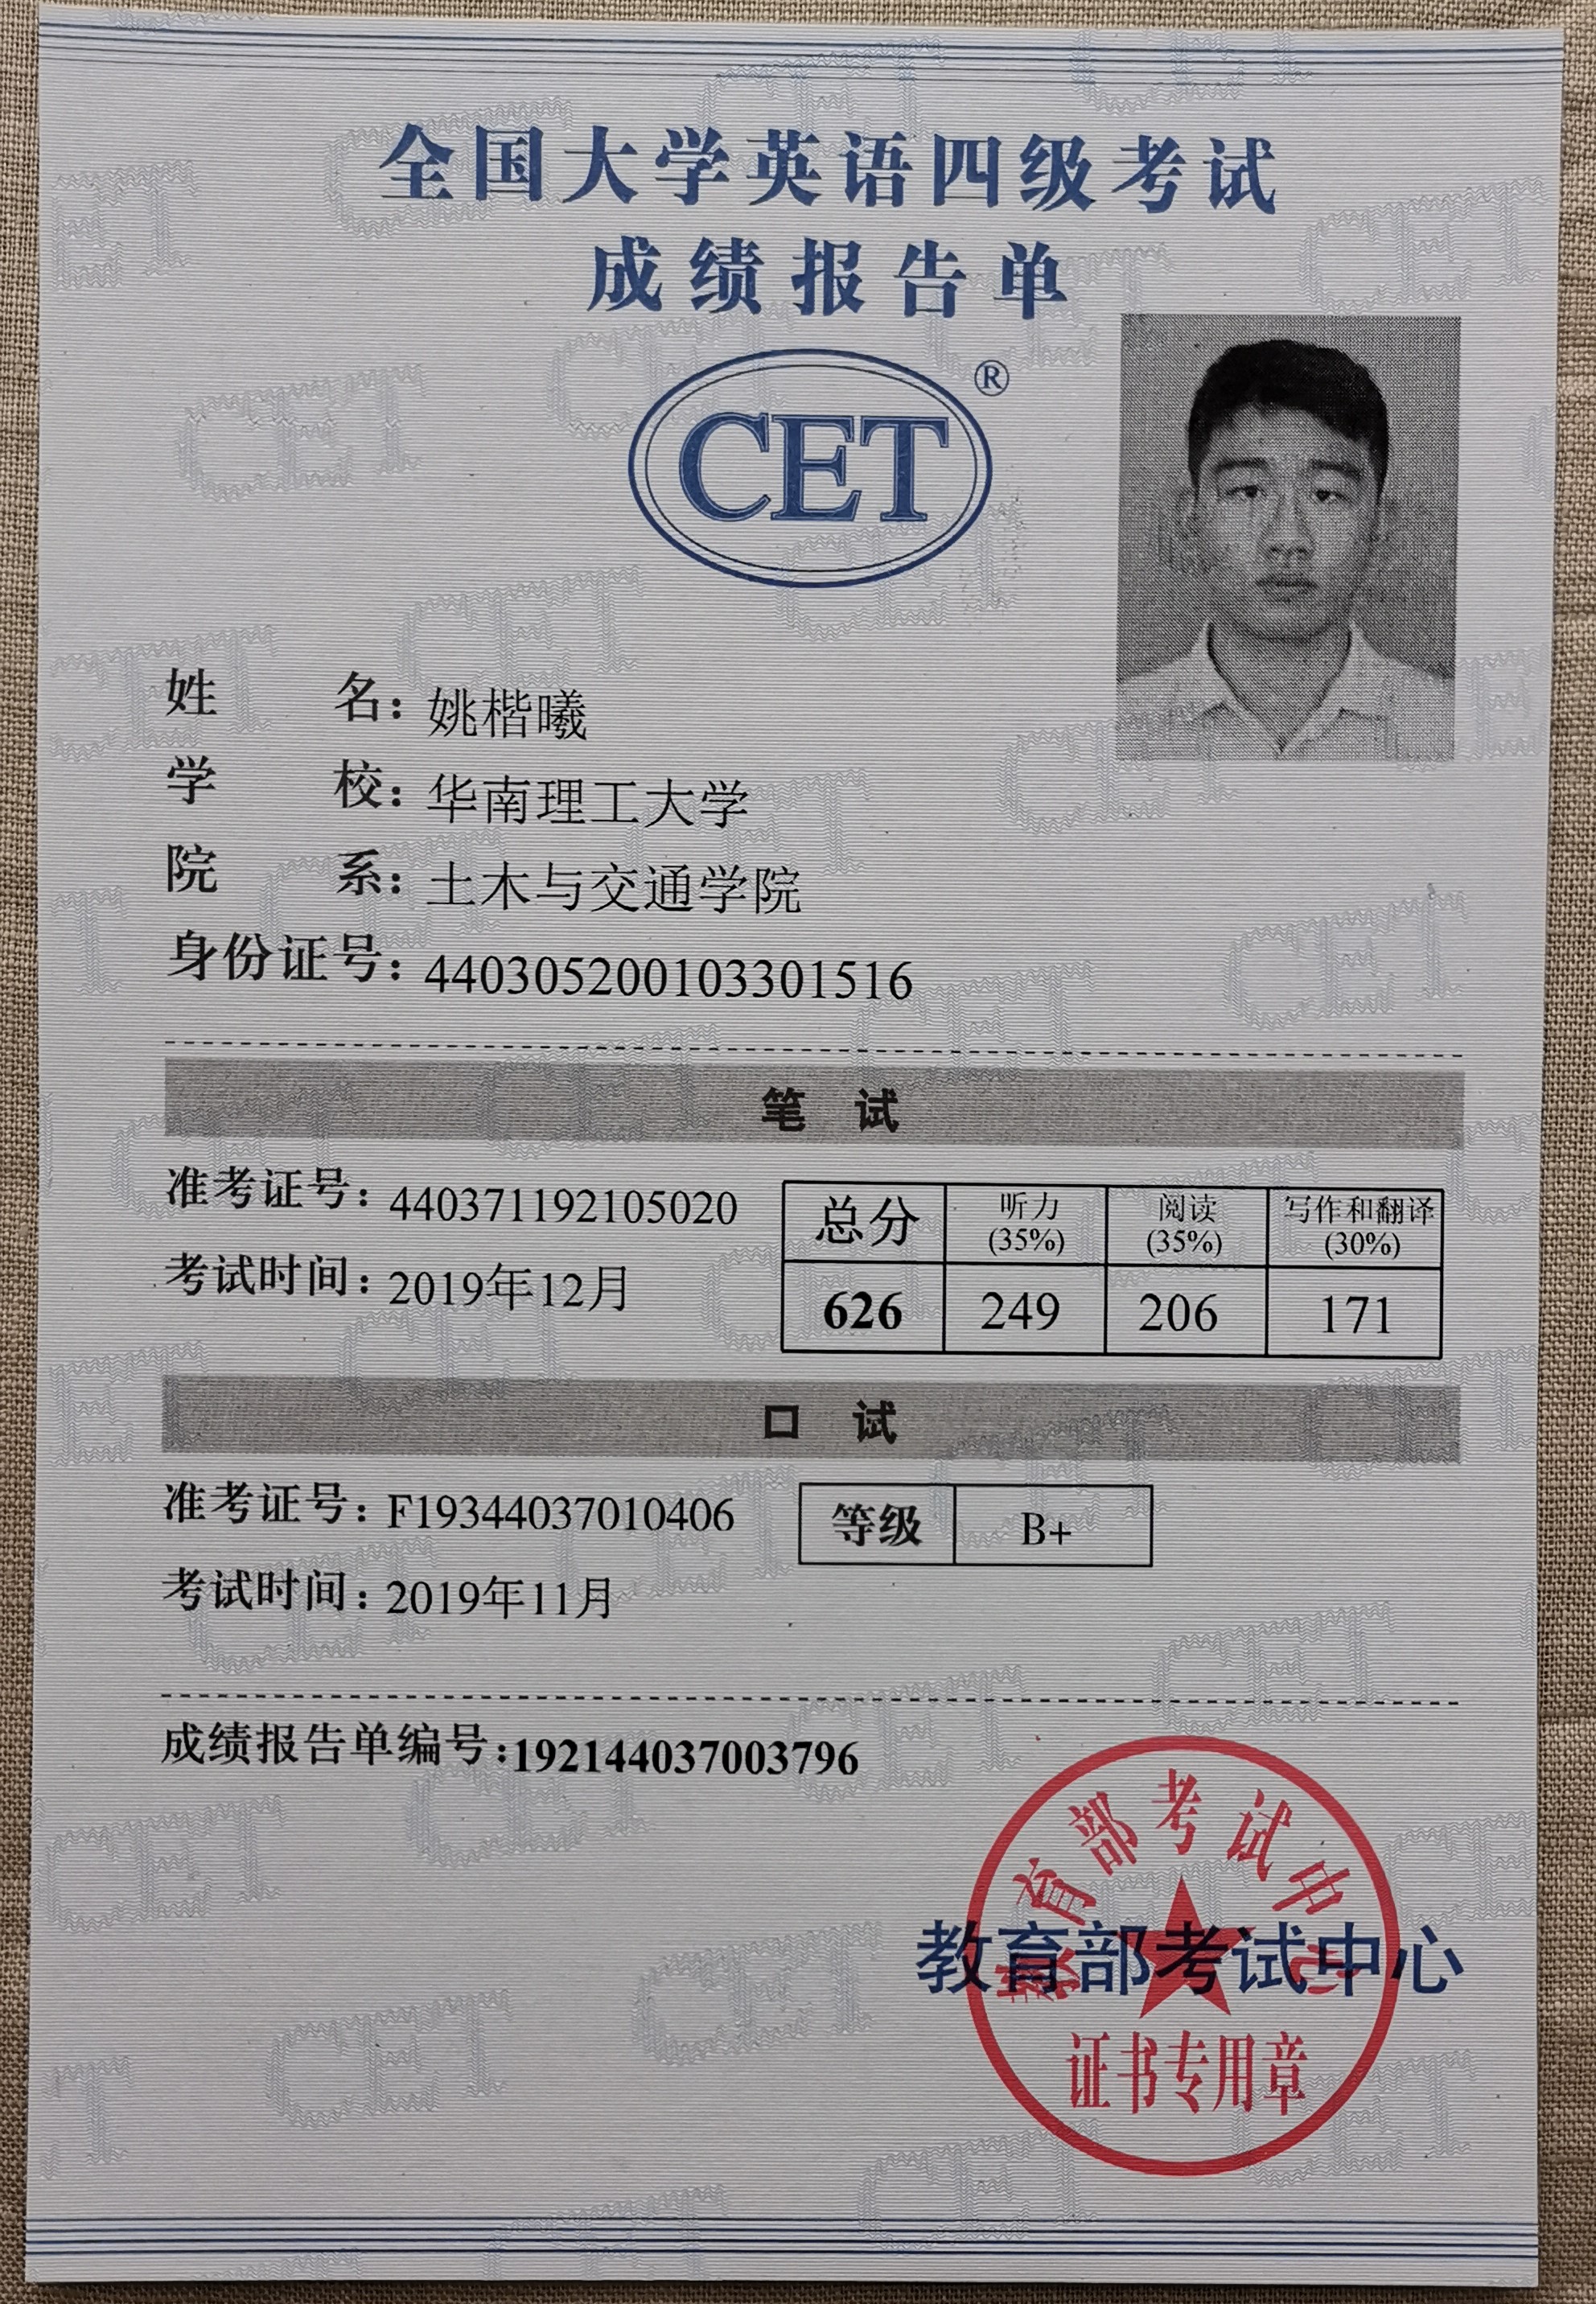 全国大学英语四级考试
成绩报告单
CET®
姓 名：姚楷曦
学 校：华南理工大学
院 系：土木与交通学院
身份证号：440305200103301516
笔 试
准考证号：440371192105020
考试时间：2019年12月
总分 听力 (35%) 阅读 (35%) 写作和翻译 (30%)
626 249 206 171
口 试
准考证号：F19344037010406
等级 B+
考试时间：2019年11月
成绩报告单编号:192144037003796
教育部考试中心
教育部考试中心
证书专用章